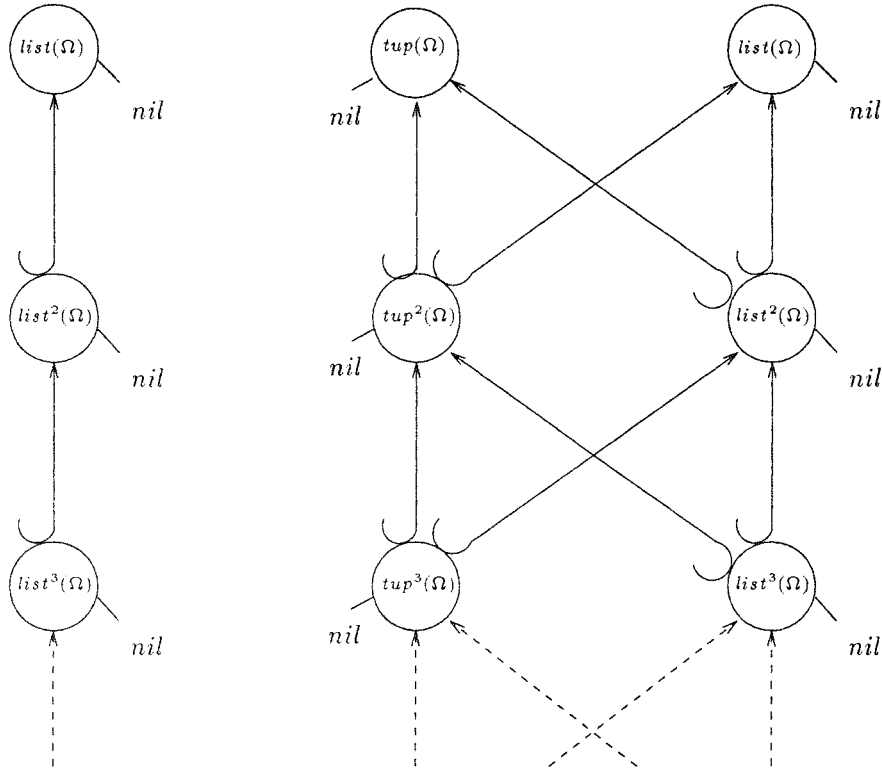 list(Ω)
nil
tup(Ω)
nil
list(Ω)
nil
list²(Ω)
nil
tup²(Ω)
nil
list²(Ω)
nil
list³(Ω)
nil
tup³(Ω)
nil
list³(Ω)
nil